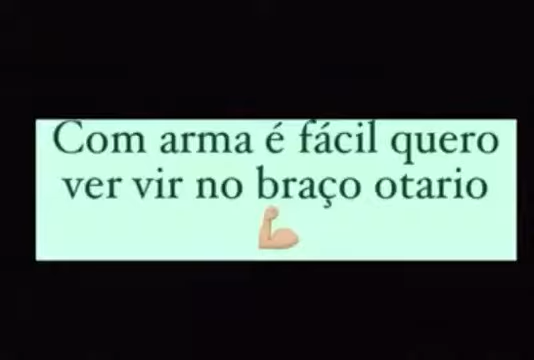 Com arma é fácil quero
ver vir no braço otario
💪🏼